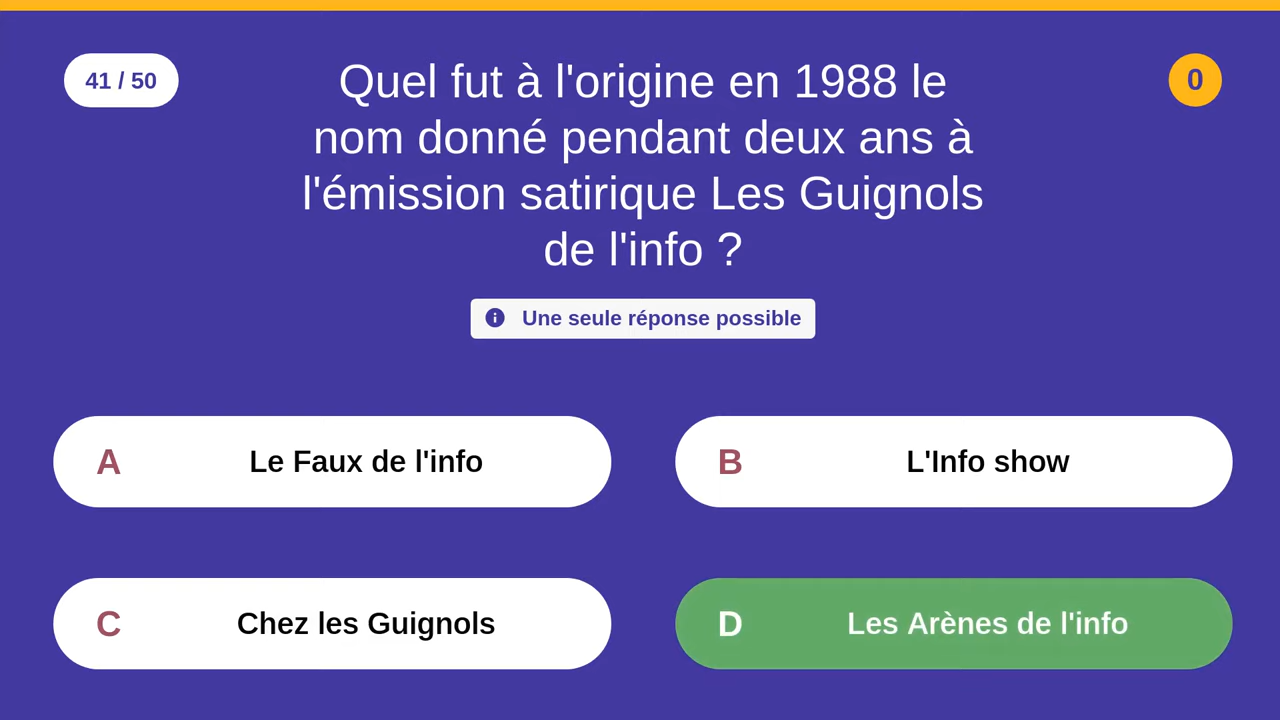 41 / 50
Quel fut à l'origine en 1988 le
nom donné pendant deux ans à
l'émission satirique Les Guignols
de l'info ?
0
Une seule réponse possible
A Le Faux de l'info
B L'Info show
C Chez les Guignols
D Les Arènes de l'info